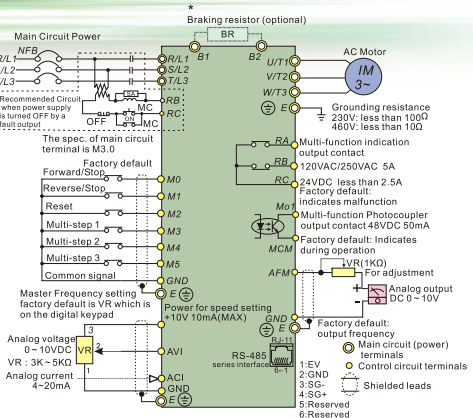 *
Braking resistor (optional)
BR
Main Circuit Power
NFB
B1
B2
AC Motor
R/L1
R/L1
U/T1
L2
S/L2
V/T2
IM
3~
L3
T/L3
W/T3
SA
E
Recommended Circuit
when power supply
is turned OFF by a
fault output
RB
MC
ON
RC
OFF
MC
Grounding resistance
230V: less than 100Ω
460V: less than 10Ω
The spec. of main circuit
terminal is M3.0
RA
Multi-function indication
output contact
RB
120VAC/250VAC 5A
RC
24VDC less than 2.5A
Factory default:
indicates malfunction
Factory default
Forward/Stop
M0
Reverse/Stop
M1
Reset
M2
Multi-step 1
M3
Multi-step 2
M4
Multi-step 3
M5
Common signal
GND
E
Mo1
Multi-function Photocoupler
output contact 48VDC 50mA
MCM
Factory default: Indicates
during operation
VR(1KΩ)
AFM
For adjustment
+
-
Analog output
DC 0~10V
GND
E
Factory default:
output frequency
Master Frequency setting
factory default is VR which is
on the digital keypad
Power for speed setting
+10V 10mA(MAX)
3
Analog voltage
0~10VDC
VR : 3K~5KΩ
VR
2
AVI
1
Analog current
4~20mA
ACI
GND
E
RJ-11
RS-485
series interface
6←1
Main circuit (power)
terminals
Control circuit terminals
Shielded leads
1:EV
2:GND
3:SG-
4:SG+
5:Reserved
6:Reserved